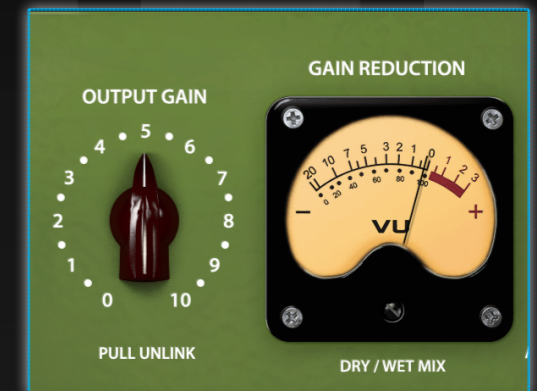 GAIN REDUCTION
OUTPUT GAIN
0 1 2 3 4 5 6 7 8 9 10
20 10 7 5 3 2 1 0 1 2 3
0 20 40 60 80 100
− +
VU
PULL UNLINK
DRY / WET MIX